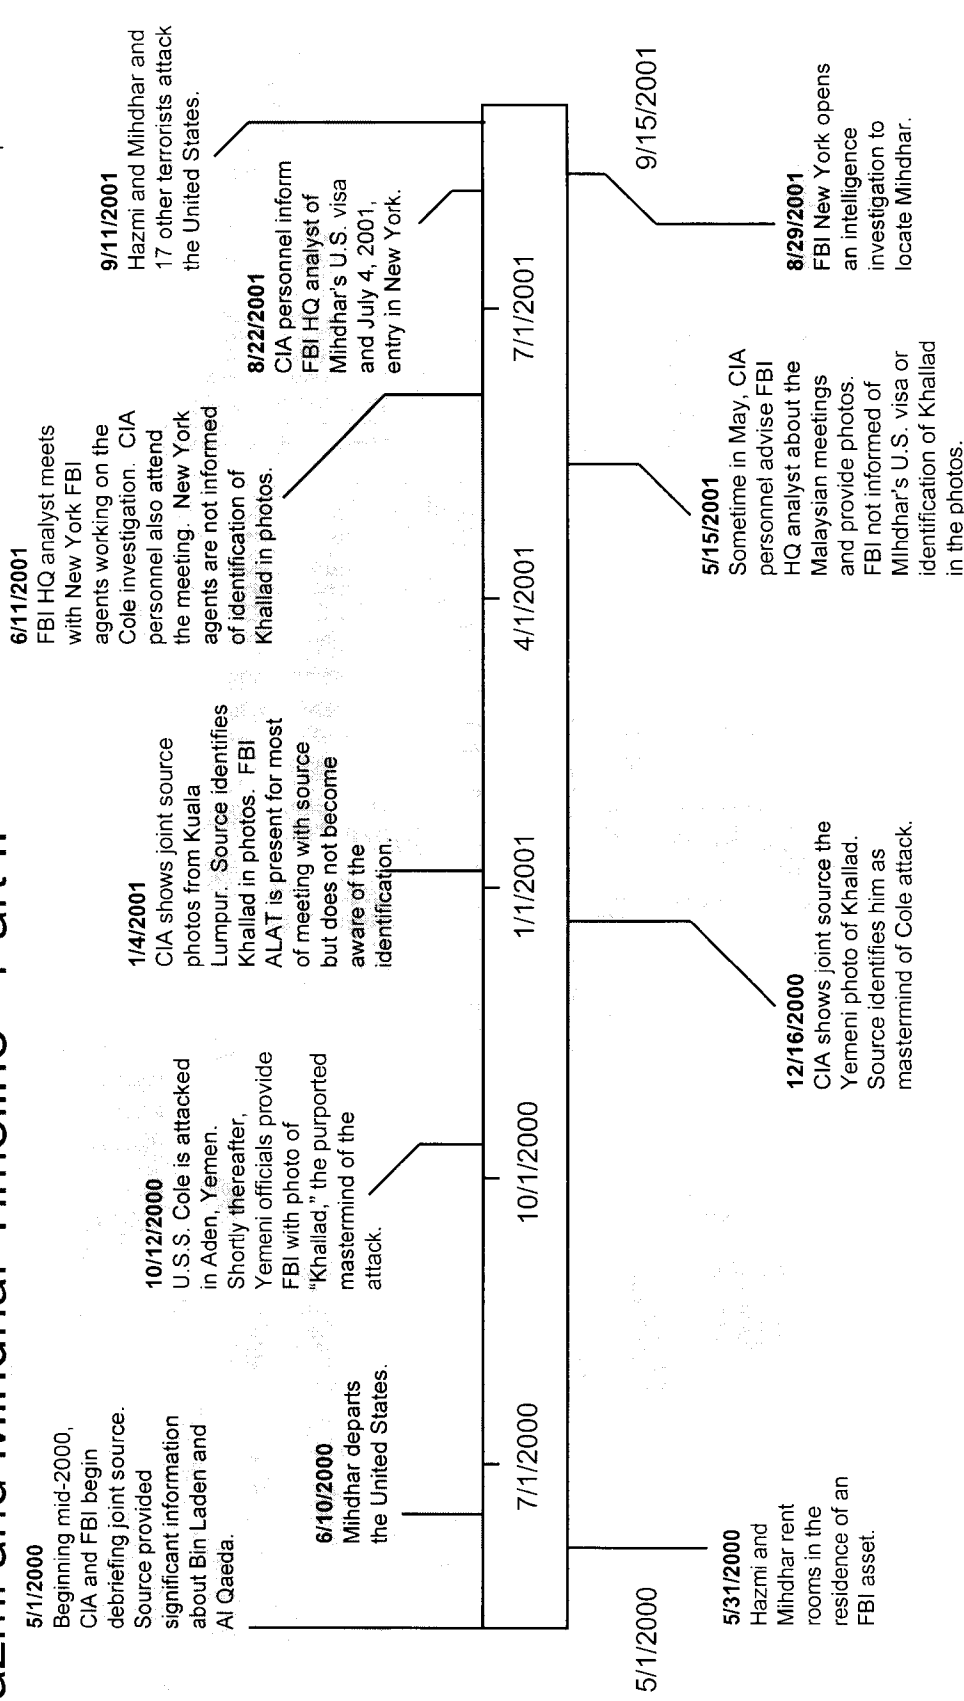 and Mihdhar Timeline
5/1/2000
Beginning mid-2000,
CIA and FBI begin
debriefing joint source.
Source provided
significant information
about Bin Laden and
Al Qaeda.
6/10/2000
Mihdhar departs
the United States.
10/12/2000
U.S.S. Cole is attacked
in Aden, Yemen.
Shortly thereafter,
Yemeni officials provide
FBI with photo of
"Khallad," the purported
mastermind of the
attack.
1/4/2001
CIA shows joint source
photos from Kuala
Lumpur. Source identifies
Khallad in photos. FBI
ALAT is present for most
of meeting with source
but does not become
aware of the
identification.
6/11/2001
FBI HQ analyst meets
with New York FBI
agents working on the
Cole investigation. CIA
personnel also attend
the meeting. New York
agents are not informed
of identification of
Khallad in photos.
8/22/2001
CIA personnel inform
FBI HQ analyst of
Mihdhar's U.S. visa
and July 4, 2001,
entry in New York.
9/11/2001
Hazmi and Mihdhar and
17 other terrorists attack
the United States.
7/1/2000
10/1/2000
1/1/2001
4/1/2001
7/1/2001
5/1/2000
9/15/2001
5/31/2000
Hazmi and
Mihdhar rent
rooms in the
residence of an
FBI asset.
12/16/2000
CIA shows joint source the
Yemeni photo of Khallad.
Source identifies him as
mastermind of Cole attack.
5/15/2001
Sometime in May, CIA
personnel advise FBI
HQ analyst about the
Malaysian meetings
and provide photos.
FBI not informed of
MIhdhar's U.S. visa or
identification of Khallad
in the photos.
8/29/2001
FBI New York opens
an intelligence
investigation to
locate Mihdhar.